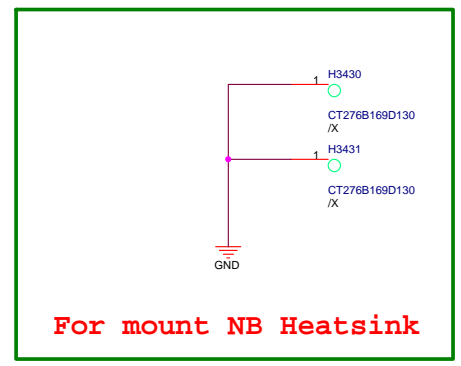 H3430
1
CT276B169D130
/X
H3431
1
CT276B169D130
/X
GND
For mount NB Heatsink